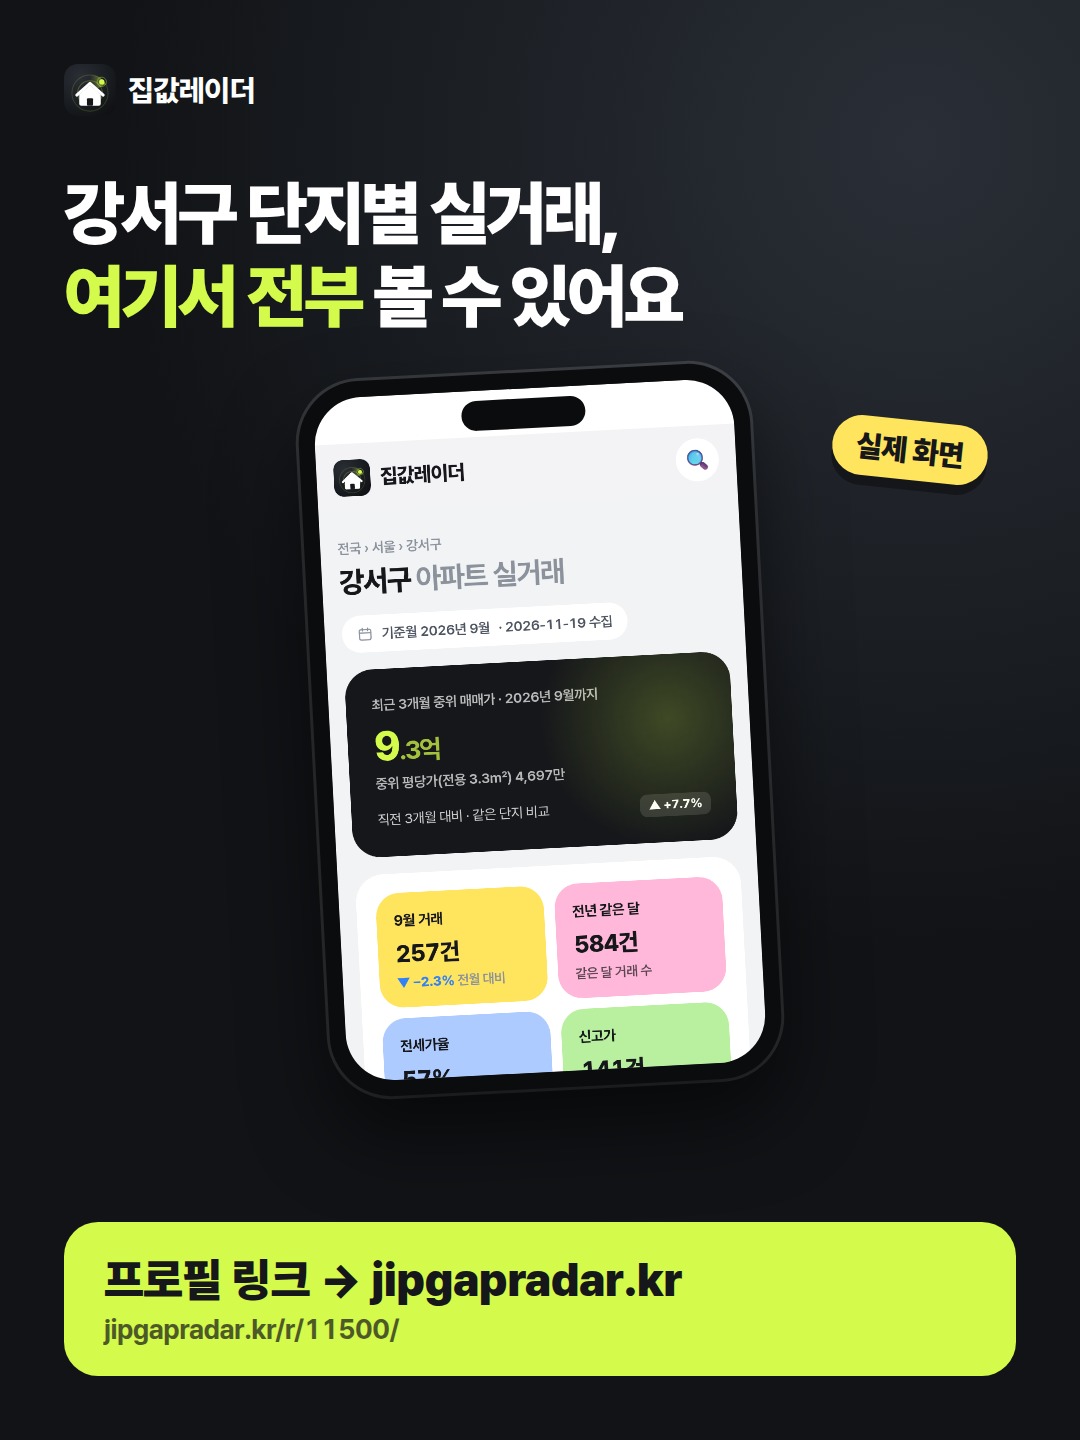 집값레이더
강서구 단지별 실거래,
여기서 전부 볼 수 있어요
실제 화면
집값레이더
전국 › 서울 › 강서구
강서구 아파트 실거래
기준월 2026년 9월 · 2026-11-19 수집
최근 3개월 중위 매매가 · 2026년 9월까지
9.3억
중위 평당가(전용 3.3m²) 4,697만
직전 3개월 대비 · 같은 단지 비교
▲ +7.7%
9월 거래
257건
▼ −2.3% 전월 대비
전년 같은 달
584건
같은 달 거래 수
전세가율
57%
신고가
141건
프로필 링크 → jipgapradar.kr
jipgapradar.kr/r/11500/